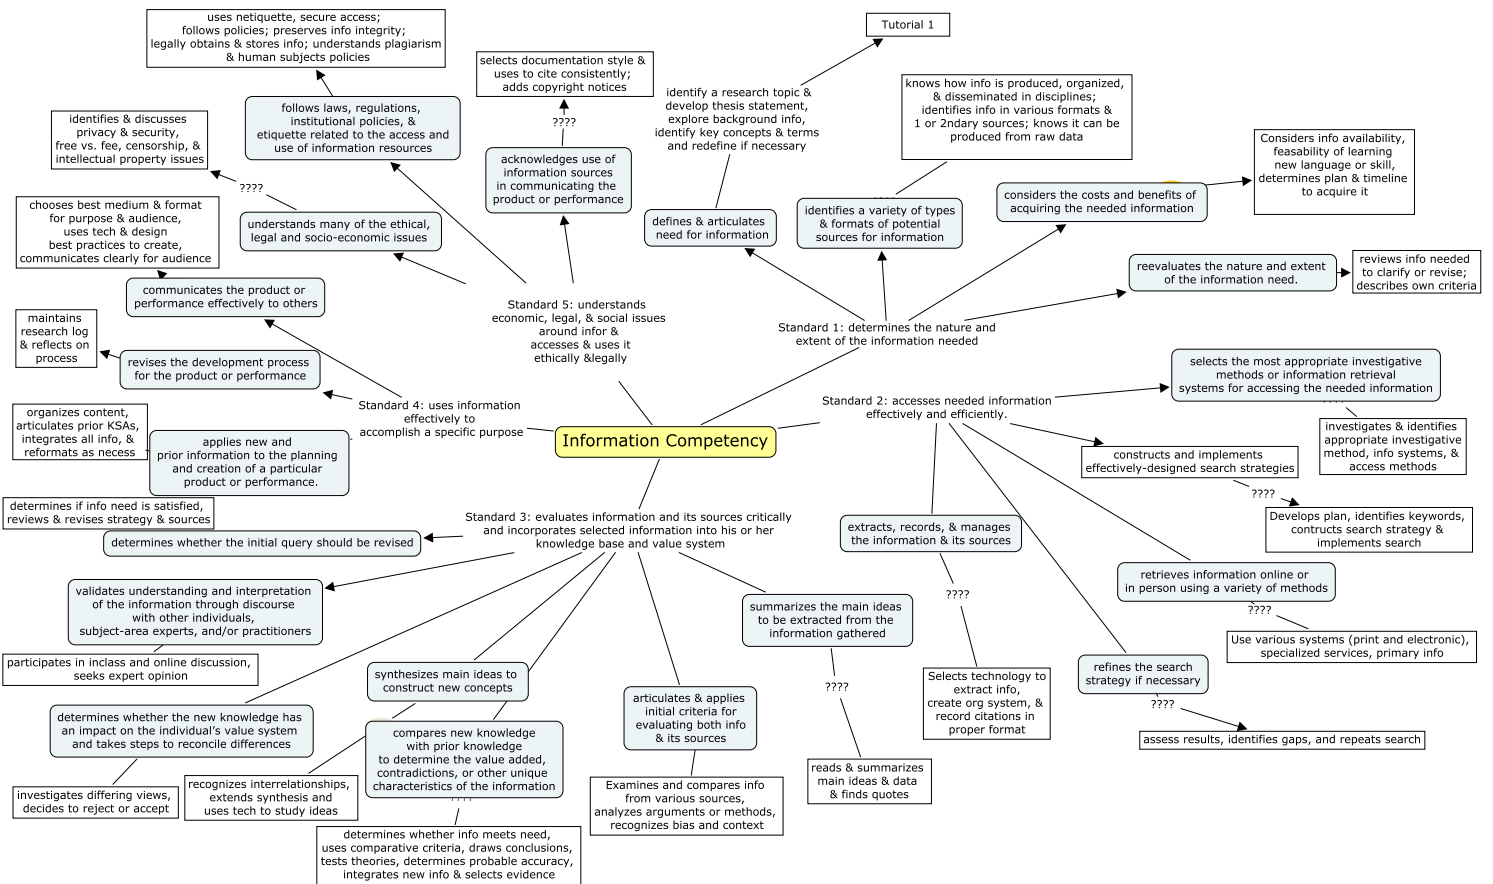 uses netiquette, secure access;
follows policies; preserves info integrity;
legally obtains & stores info; understands plagiarism
& human subjects policies
selects documentation style &
uses to cite consistently;
adds copyright notices
Tutorial 1
identify a research topic &
develop thesis statement,
explore background info,
identify key concepts & terms
and redefine if necessary
knows how info is produced, organized,
& disseminated in disciplines;
identifies info in various formats &
1 or 2ndary sources; knows it can be
produced from raw data
Considers info availability,
feasability of learning
new language or skill,
determines plan & timeline
to acquire it
identifies & discusses
privacy & security,
free vs. fee, censorship, &
intellectual property issues
follows laws, regulations,
institutional policies, &
etiquette related to the access and
use of information resources
????
acknowledges use of
information sources
in communicating the
product or performance
????
chooses best medium & format
for purpose & audience,
uses tech & design
best practices to create,
communicates clearly for audience
understands many of the ethical,
legal and socio-economic issues
defines & articulates
need for information
identifies a variety of types
& formats of potential
sources for information
considers the costs and benefits of
acquiring the needed information
reevaluates the nature and extent
of the information need.
reviews info needed
to clarify or revise;
describes own criteria
communicates the product or
performance effectively to others
Standard 5: understands
economic, legal, & social issues
around infor &
accesses & uses it
ethically &legally
Standard 1: determines the nature and
extent of the information needed
maintains
research log
& reflects on
process
revises the development process
for the product or performance
selects the most appropriate investigative
methods or information retrieval
systems for accessing the needed information
Standard 4: uses information
effectively to
accomplish a specific purpose
Standard 2: accesses needed information
effectively and efficiently.
organizes content,
articulates prior KSAs,
integrates all info, &
reformats as necess
applies new and
prior information to the planning
and creation of a particular
product or performance.
Information Competency
investigates & identifies
appropriate investigative
method, info systems, &
access methods
constructs and implements
effectively-designed search strategies
????
Develops plan, identifies keywords,
contructs search strategy &
implements search
determines if info need is satisfied,
reviews & revises strategy & sources
determines whether the initial query should be revised
Standard 3: evaluates information and its sources critically
and incorporates selected information into his or her
knowledge base and value system
extracts, records, & manages
the information & its sources
????
retrieves information online or
in person using a variety of methods
????
Use various systems (print and electronic),
specialized services, primary info
validates understanding and interpretation
of the information through discourse
with other individuals,
subject-area experts, and/or practitioners
participates in inclass and online discussion,
seeks expert opinion
summarizes the main ideas
to be extracted from the
information gathered
????
synthesizes main ideas to
construct new concepts
articulates & applies
initial criteria for
evaluating both info
& its sources
Selects technology to
extract info,
create org system, &
record citations in
proper format
refines the search
strategy if necessary
????
assess results, identifies gaps, and repeats search
determines whether the new knowledge has
an impact on the individual's value system
and takes steps to reconcile differences
compares new knowledge
with prior knowledge
to determine the value added,
contradictions, or other unique
characteristics of the information
investigates differing views,
decides to reject or accept
recognizes interrelationships,
extends synthesis and
uses tech to study ideas
Examines and compares info
from various sources,
analyzes arguments or methods,
recognizes bias and context
reads & summarizes
main ideas & data
& finds quotes
determines whether info meets need,
uses comparative criteria, draws conclusions,
tests theories, determines probable accuracy,
integrates new info & selects evidence